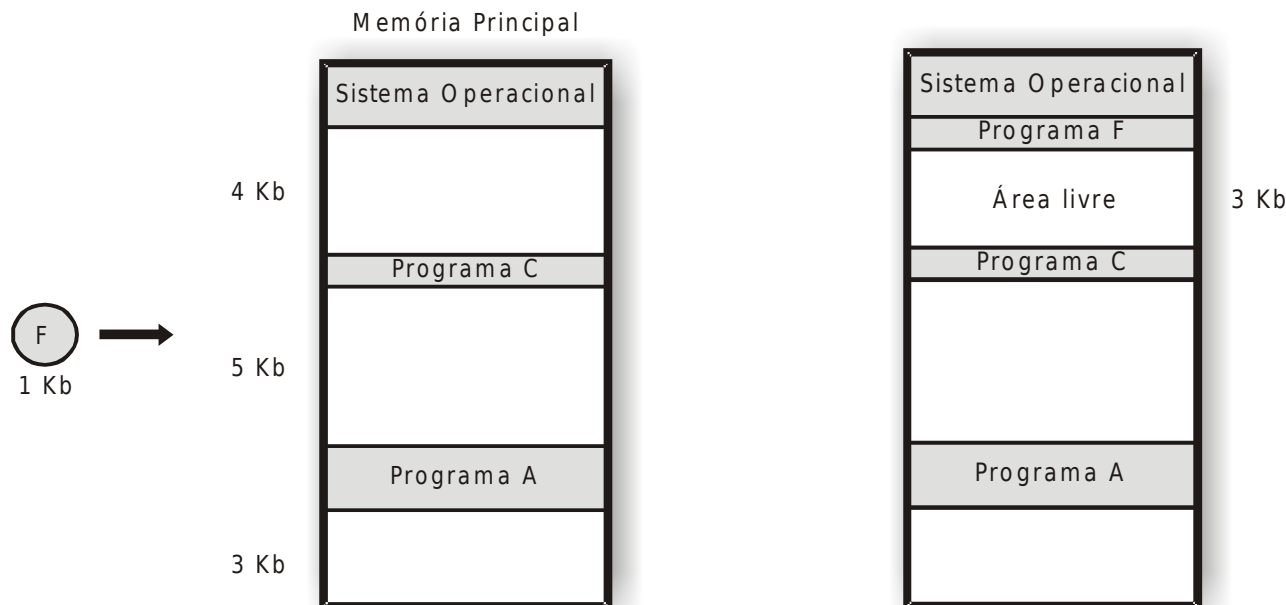 Memória Principal
Sistema Operacional
4 Kb
Programa C
F
1 Kb
5 Kb
Programa A
3 Kb
Sistema Operacional
Programa F
Área livre
3 Kb
Programa C
Programa A